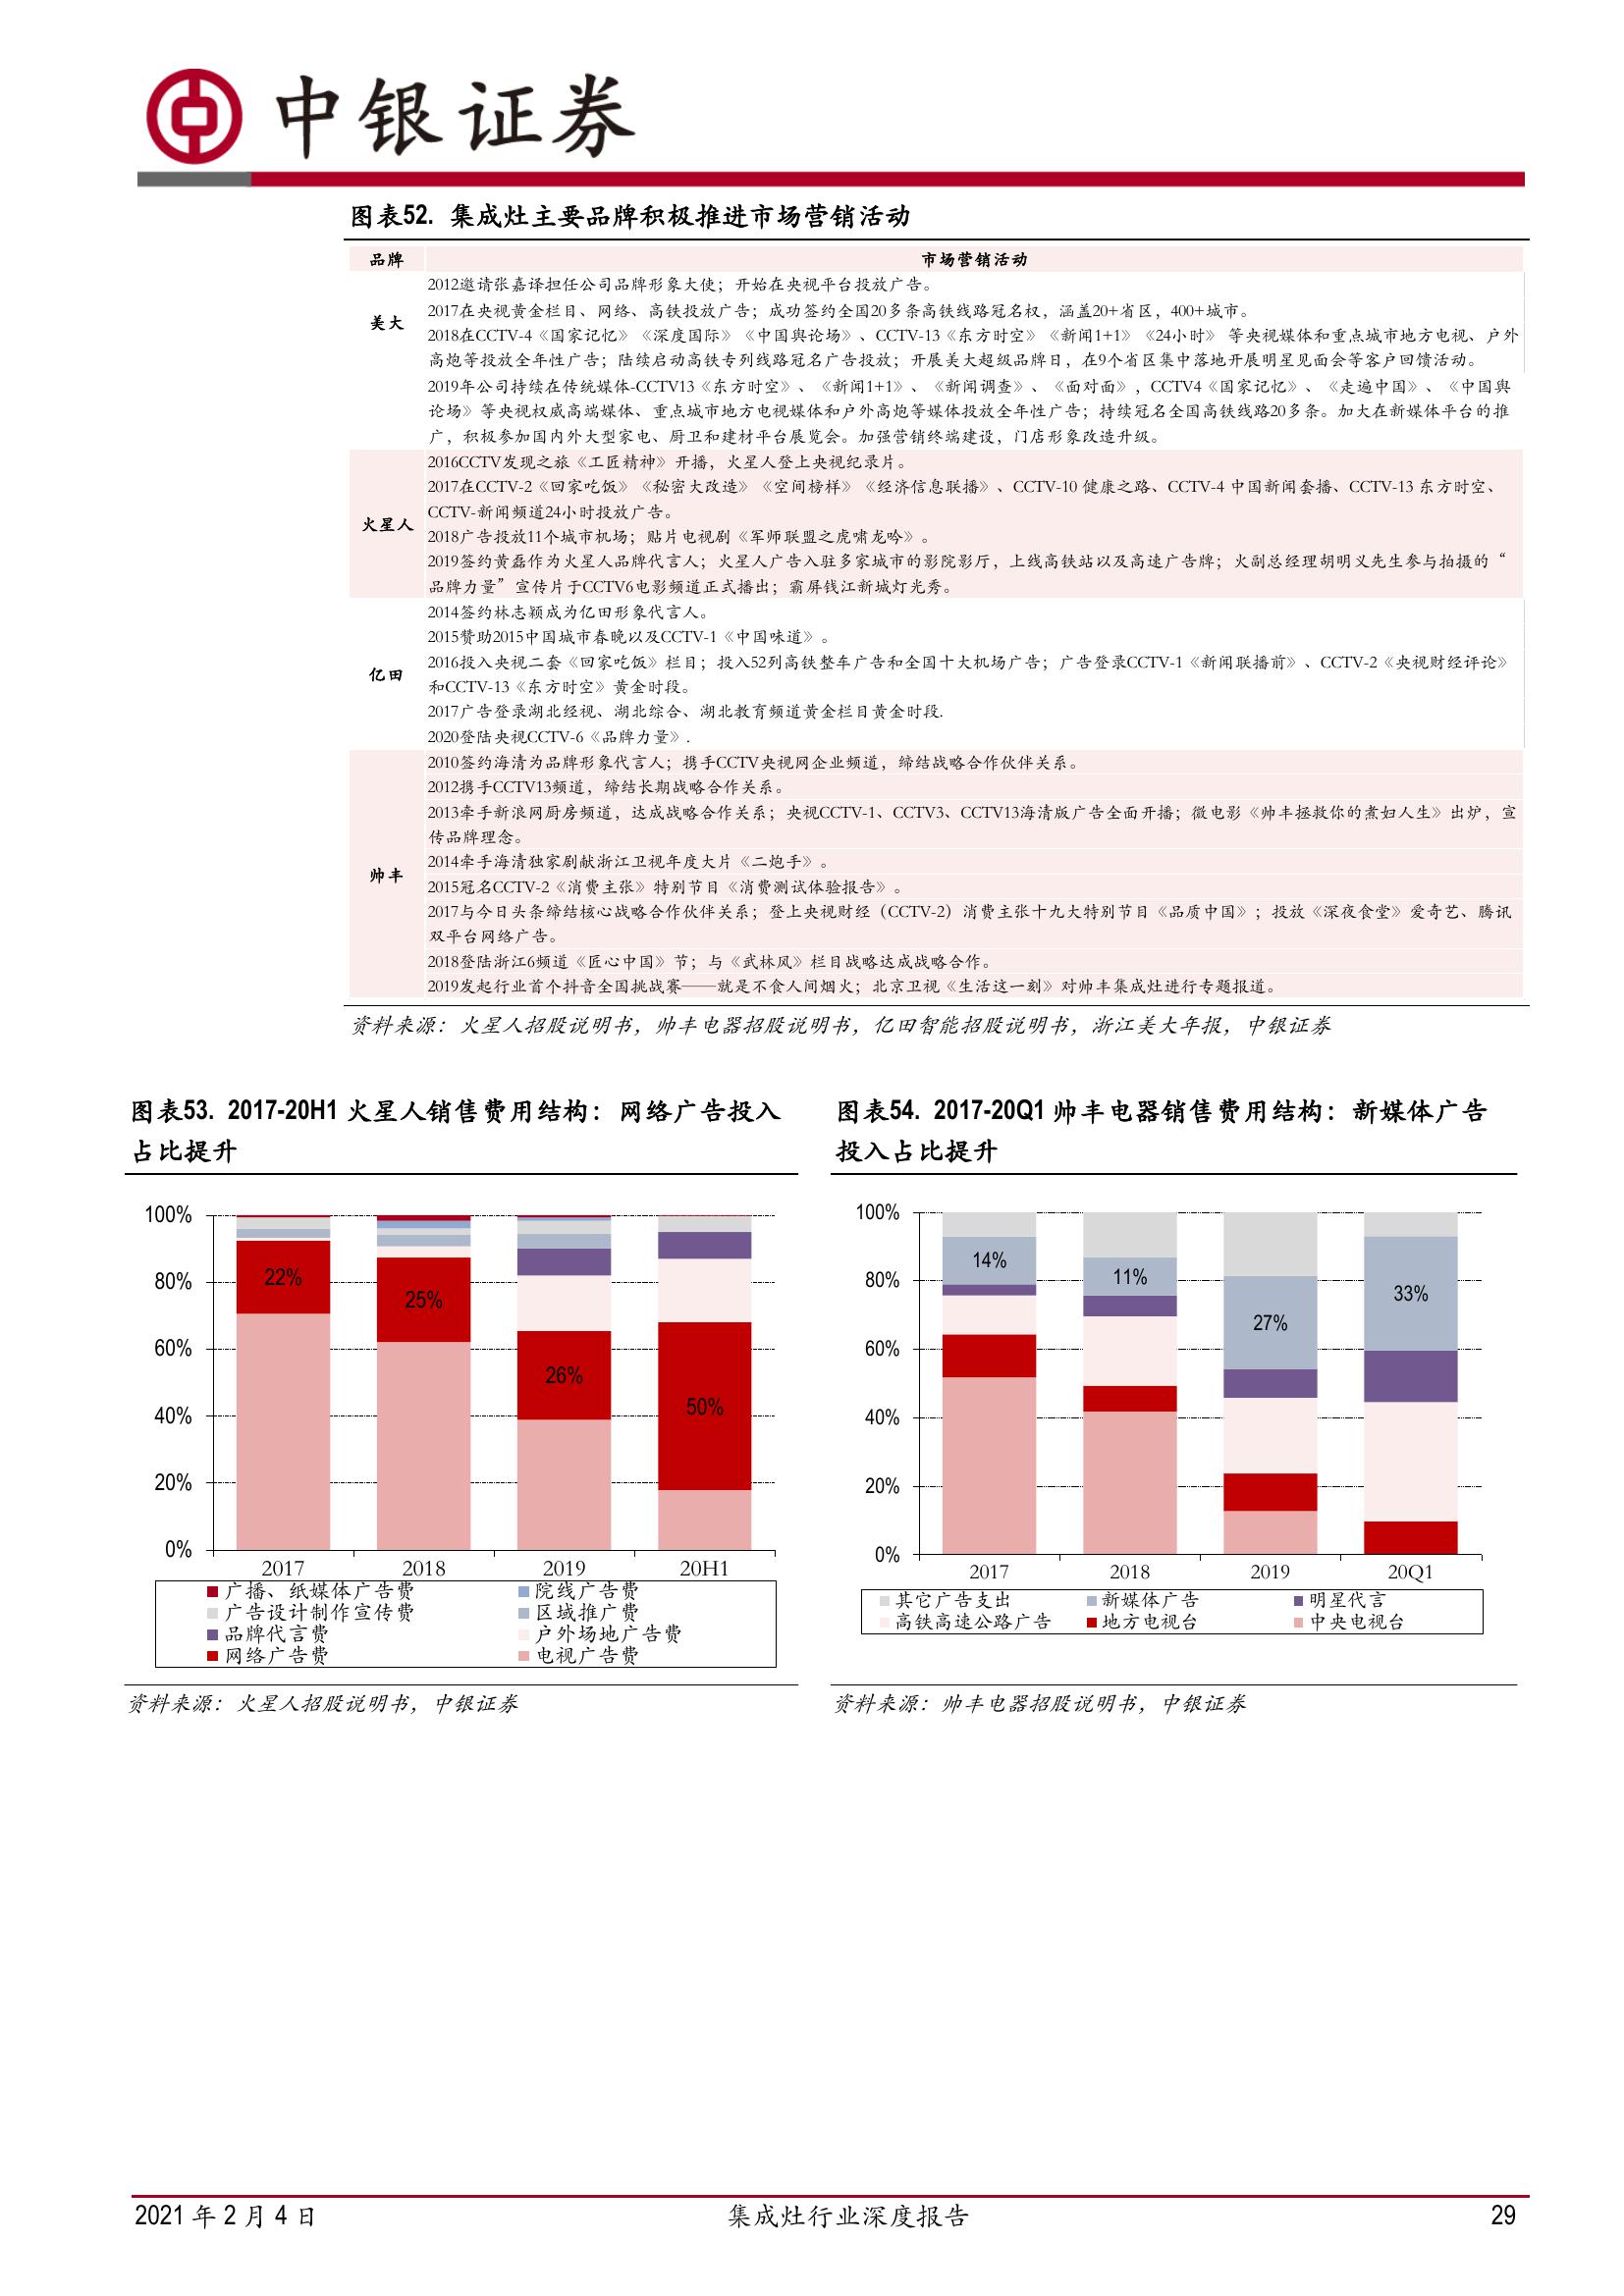 中银证券
图表52. 集成灶主要品牌积极推进市场营销活动
品牌 市场营销活动
美大
2012邀请张嘉译担任公司品牌形象大使；开始在央视平台投放广告。
2017在央视黄金栏目、网络、高铁投放广告；成功签约全国20多条高铁线路冠名权，涵盖20+省区，400+城市。
2018在CCTV-4《国家记忆》《深度国际》《中国舆论场》、CCTV-13《东方时空》《新闻1+1》《24小时》 等央视媒体和重点城市地方电视、户外
高炮等投放全年性广告；陆续启动高铁专列线路冠名广告投放；开展美大超级品牌日，在9个省区集中落地开展明星见面会等客户回馈活动。
2019年公司持续在传统媒体-CCTV13《东方时空》、《新闻1+1》、《新闻调查》、《面对面》, CCTV4《国家记忆》、《走遍中国》、《中国舆
论场》等央视权威高端媒体、重点城市地方电视媒体和户外高炮等媒体投放全年性广告；持续冠名全国高铁线路20多条。加大在新媒体平台的推
广，积极参加国内外大型家电、厨卫和建材平台展览会。加强营销终端建设，门店形象改造升级。
火星人
2016CCTV发现之旅《工匠精神》开播，火星人登上央视纪录片。
2017在CCTV-2《回家吃饭》《秘密大改造》《空间榜样》《经济信息联播》、CCTV-10 健康之路、CCTV-4 中国新闻套播、CCTV-13 东方时空、
CCTV-新闻频道24小时投放广告。
2018广告投放11个城市机场；贴片电视剧《军师联盟之虎啸龙吟》。
2019签约黄磊作为火星人品牌代言人；火星人广告入驻多家城市的影院影厅，上线高铁站以及高速广告牌；火副总经理胡明义先生参与拍摄的“
品牌力量”宣传片于CCTV6电影频道正式播出；霸屏钱江新城灯光秀。
亿田
2014签约林志颖成为亿田形象代言人。
2015赞助2015中国城市春晚以及CCTV-1《中国味道》。
2016投入央视二套《回家吃饭》栏目；投入52列高铁整车广告和全国十大机场广告；广告登录CCTV-1《新闻联播前》、CCTV-2《央视财经评论》
和CCTV-13《东方时空》黄金时段。
2017广告登录湖北经视、湖北综合、湖北教育频道黄金栏目黄金时段.
2020登陆央视CCTV-6《品牌力量》.
帅丰
2010签约海清为品牌形象代言人；携手CCTV央视网企业频道，缔结战略合作伙伴关系。
2012携手CCTV13频道，缔结长期战略合作关系。
2013牵手新浪网厨房频道，达成战略合作关系；央视CCTV-1、CCTV3、CCTV13海清版广告全面开播；微电影《帅丰拯救你的煮妇人生》出炉，宣
传品牌理念。
2014牵手海清独家剧献浙江卫视年度大片《二炮手》。
2015冠名CCTV-2《消费主张》特别节目《消费测试体验报告》。
2017与今日头条缔结核心战略合作伙伴关系；登上央视财经（CCTV-2）消费主张十九大特别节目《品质中国》；投放《深夜食堂》爱奇艺、腾讯
双平台网络广告。
2018登陆浙江6频道《匠心中国》节；与《武林风》栏目战略达成战略合作。
2019发起行业首个抖音全国挑战赛——就是不食人间烟火；北京卫视《生活这一刻》对帅丰集成灶进行专题报道。
资料来源：火星人招股说明书，帅丰电器招股说明书，亿田智能招股说明书，浙江美大年报，中银证券
图表53. 2017-20H1 火星人销售费用结构：网络广告投入
占比提升
100%
80%
60%
40%
20%
0%
22%
25%
26%
50%
2017 2018 2019 20H1
广播、纸媒体广告费 院线广告费
广告设计制作宣传费 区域推广费
品牌代言费 户外场地广告费
网络广告费 电视广告费
资料来源：火星人招股说明书，中银证券
图表54. 2017-20Q1 帅丰电器销售费用结构：新媒体广告
投入占比提升
100%
80%
60%
40%
20%
0%
14%
11%
27%
33%
2017 2018 2019 20Q1
其它广告支出 新媒体广告 明星代言
高铁高速公路广告 地方电视台 中央电视台
资料来源：帅丰电器招股说明书，中银证券
2021 年 2 月 4 日 集成灶行业深度报告 29